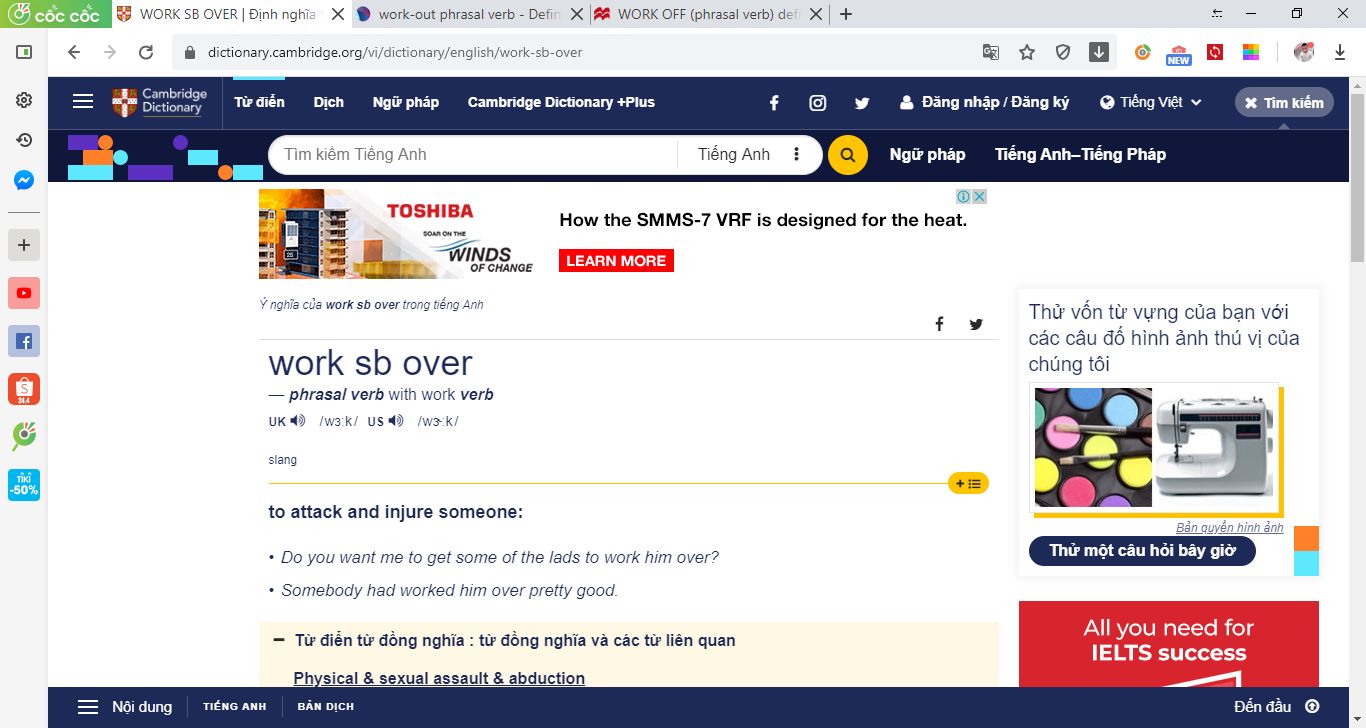 CỐC CỐC
WORK SB OVER | Định nghĩa
work-out phrasal verb - Defin
WORK OFF (phrasal verb) defi
dictionary.cambridge.org/vi/dictionary/english/work-sb-over
NEW
Cambridge
Dictionary
Từ điển
Dịch
Ngữ pháp
Cambridge Dictionary +Plus
Đăng nhập / Đăng ký
Tiếng Việt
Tìm kiếm
Tìm kiếm Tiếng Anh
Tiếng Anh
Ngữ pháp
Tiếng Anh–Tiếng Pháp
TOSHIBA
SOAR ON THE
WINDS
OF CHANGE
How the SMMS-7 VRF is designed for the heat.
LEARN MORE
Ý nghĩa của work sb over trong tiếng Anh
work sb over
— phrasal verb with work verb
UK /wɜːk/ US /wɝːk/
slang
to attack and injure someone:
• Do you want me to get some of the lads to work him over?
• Somebody had worked him over pretty good.
Từ điển từ đồng nghĩa : từ đồng nghĩa và các từ liên quan
Physical & sexual assault & abduction
Thử vốn từ vựng của bạn với
các câu đố hình ảnh thú vị của
chúng tôi
Bản quyền hình ảnh
Thử một câu hỏi bây giờ
All you need for
IELTS success
24.4
TIKI
-50%
Nội dung
TIẾNG ANH
BẢN DỊCH
Đến đầu